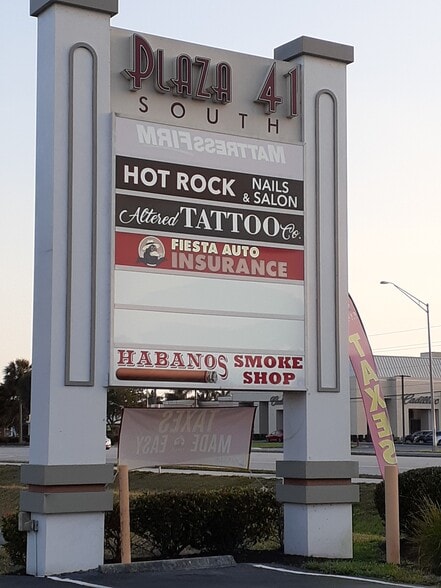 PLAZA 41
SOUTH
MATTRESSFIRM
HOT ROCK NAILS
& SALON
Altered TATTOO Co.
FIESTA AUTO
INSURANCE
HABANOS SMOKE
SHOP
TAXES
MADE EASY
TAXES
Cadillac